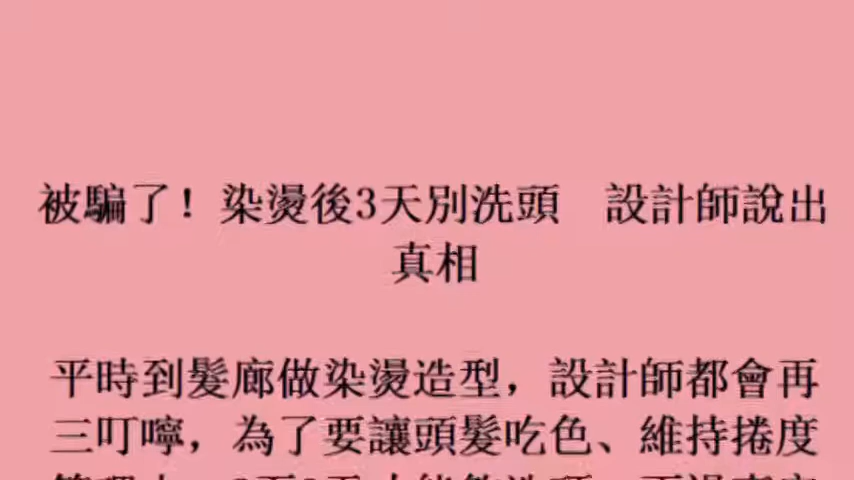 被騙了！染燙後3天別洗頭　設計師說出
真相
平時到髮廊做染燙造型，設計師都會再
三叮嚀，為了要讓頭髮吃色、維持捲度